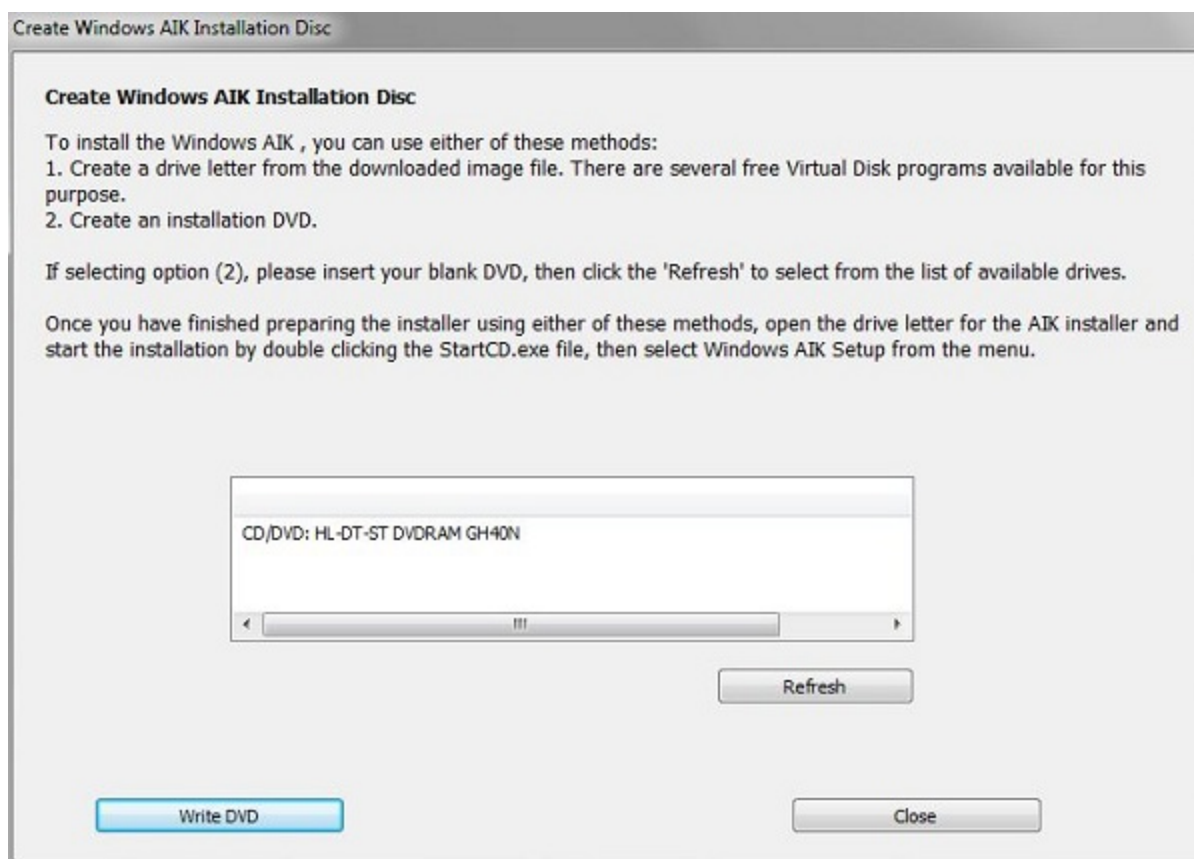 Create Windows AIK Installation Disc
Create Windows AIK Installation Disc
To install the Windows AIK , you can use either of these methods:
1. Create a drive letter from the downloaded image file. There are several free Virtual Disk programs available for this
purpose.
2. Create an installation DVD.
If selecting option (2), please insert your blank DVD, then click the 'Refresh' to select from the list of available drives.
Once you have finished preparing the installer using either of these methods, open the drive letter for the AIK installer and
start the installation by double clicking the StartCD.exe file, then select Windows AIK Setup from the menu.
CD/DVD: HL-DT-ST DVDRAM GH40N
Refresh
Write DVD
Close